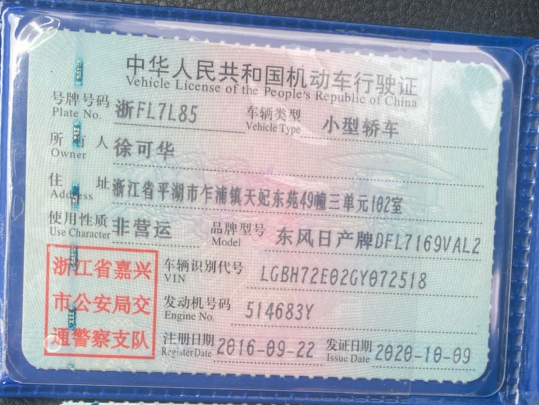 中华人民共和国机动车行驶证
Vehicle License of the People's Republic of China
号牌号码 浙FL7L85 车辆类型 小型轿车
Plate No. Vehicle Type
所有人 徐可华
Owner
住址 浙江省平湖市乍浦镇天妃东苑49幢三单元102室
Address
使用性质 非营运 品牌型号 东风日产牌DFL7169VAL2
Use Character Model
浙江省嘉兴
市公安局交
通警察支队
车辆识别代号 LGBH72E02GY072518
VIN
发动机号码 514683Y
Engine No.
注册日期 2016-09-22 发证日期 2020-10-09
Register Date Issue Date